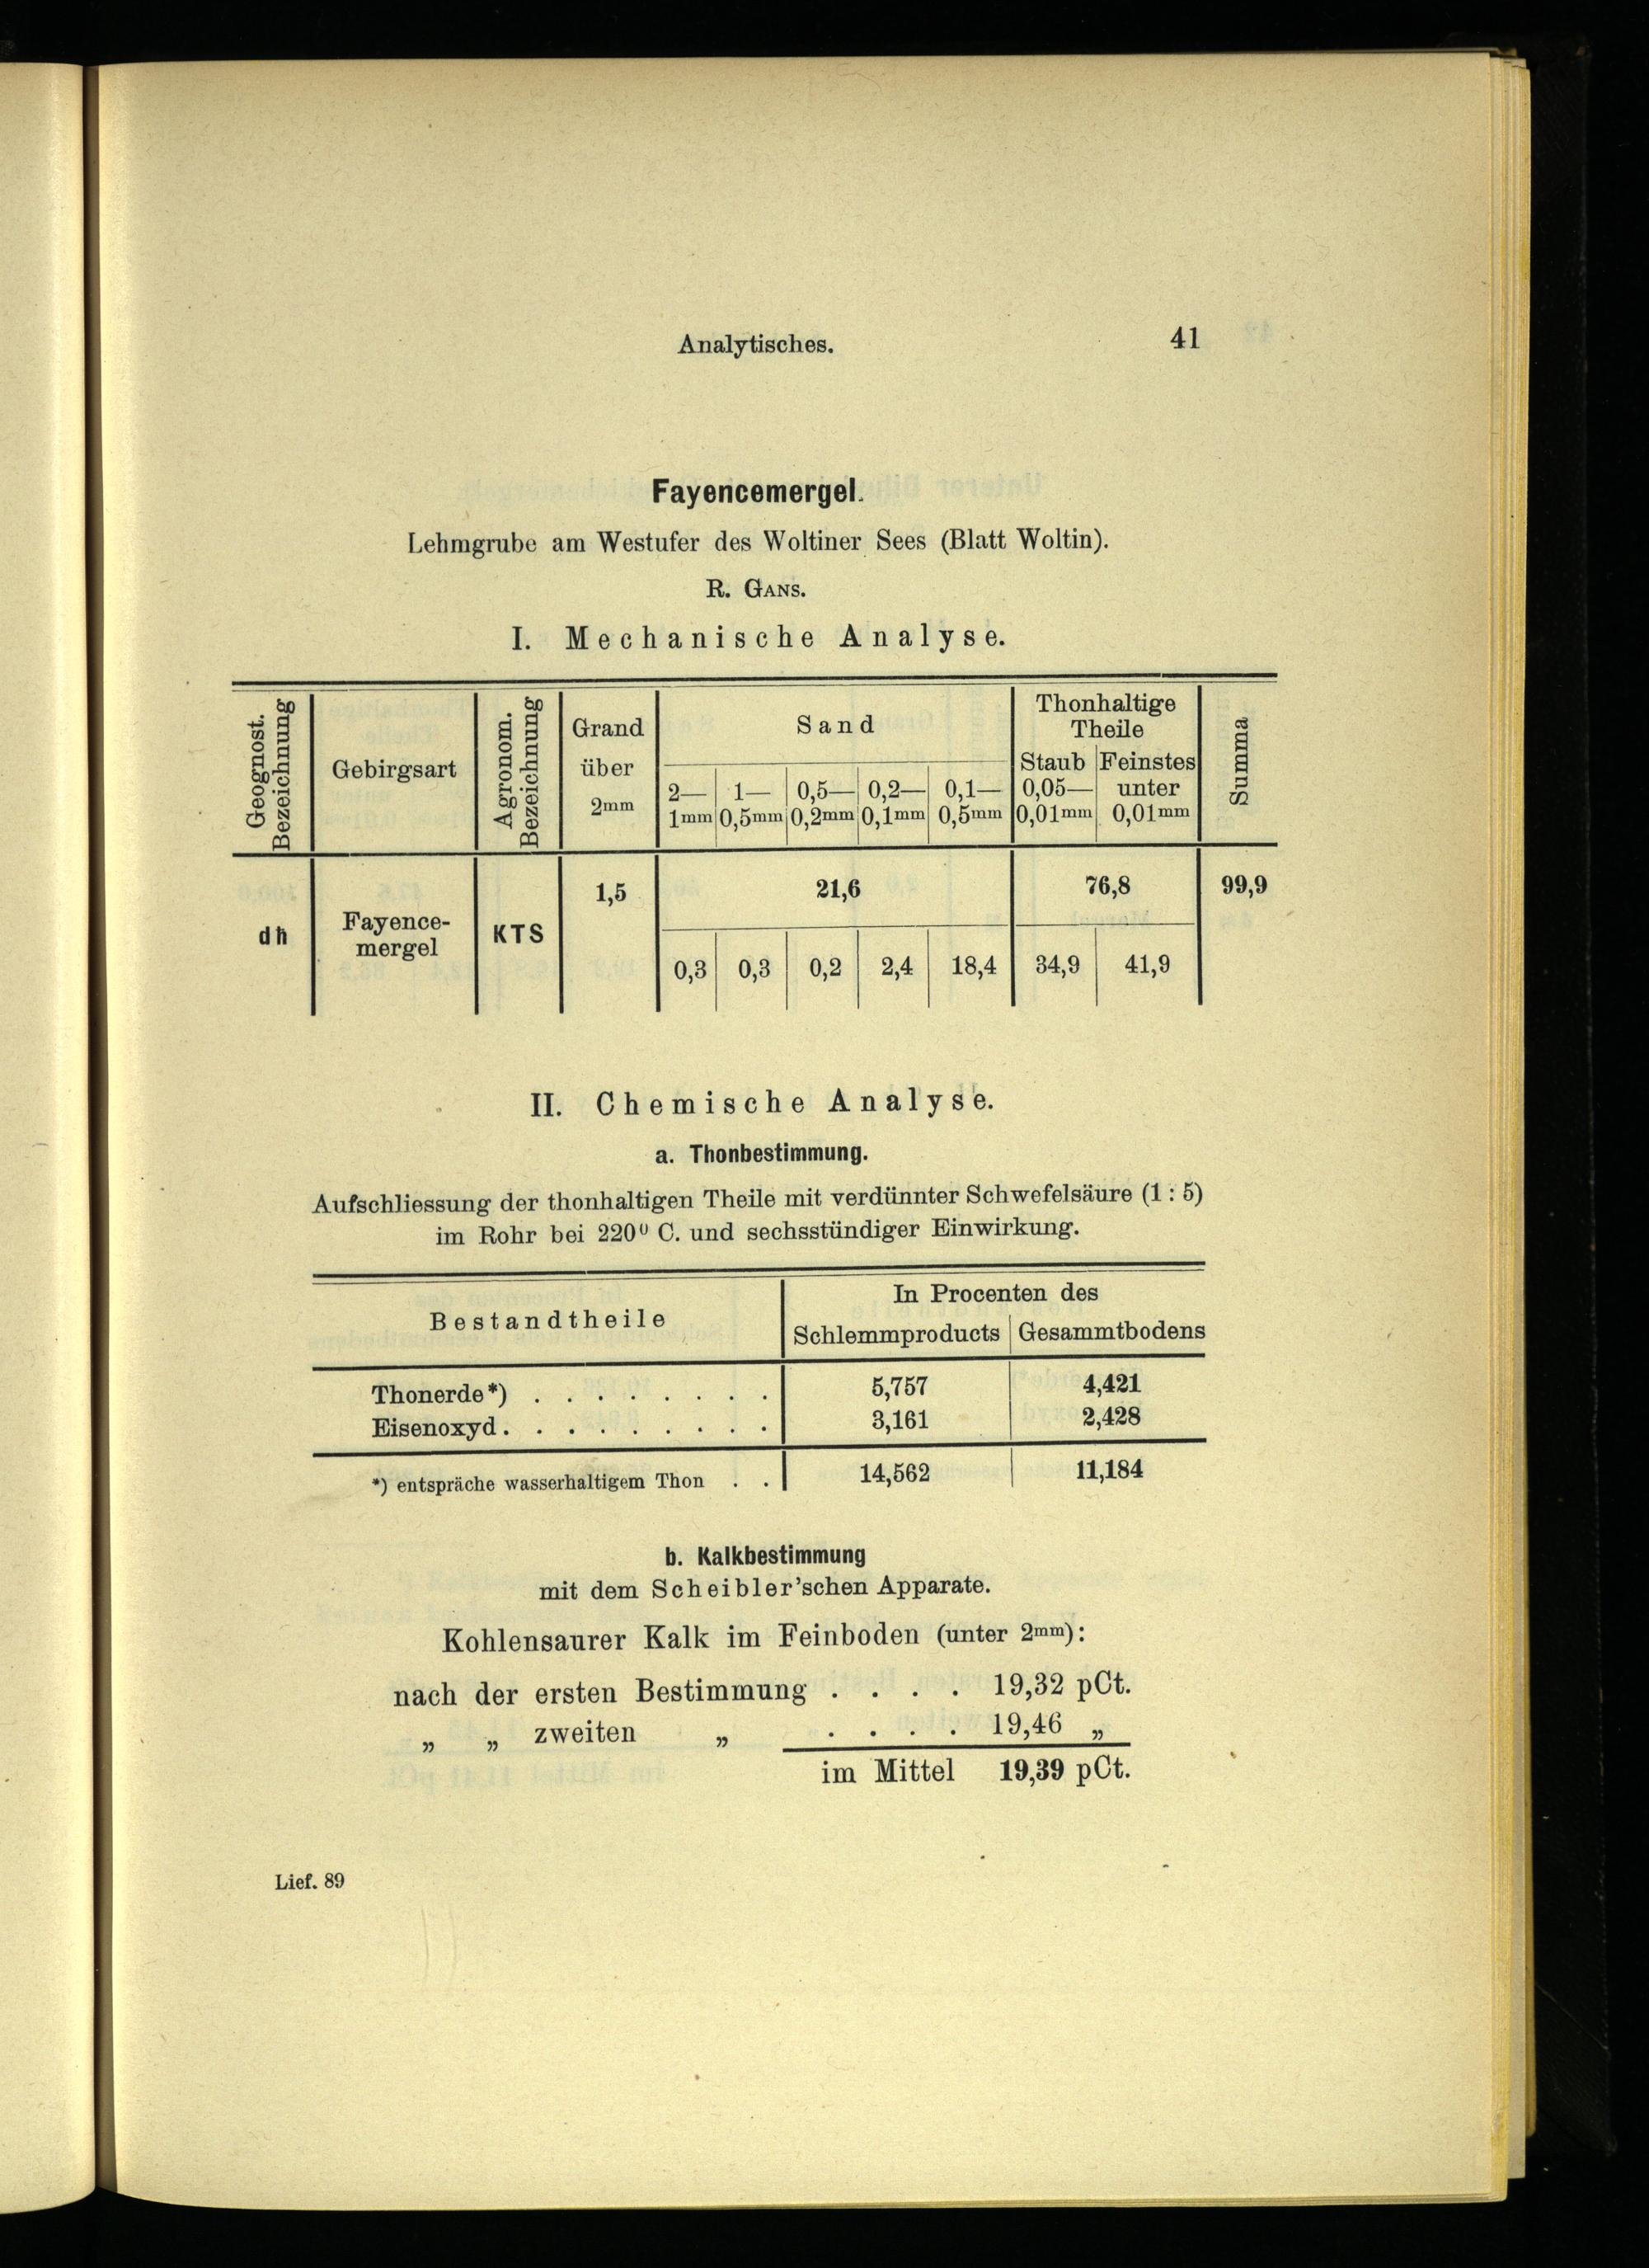 Analytisches. 41
Fayencemergel.
Lehmgrube am Westufer des Woltiner Sees (Blatt Woltin).
R. GANS.
I. Mechanische Analyse.
Geognost. Bezeichnung | Gebirgsart | Agronom. Bezeichnung | Grand über 2mm | Sand | Thonhaltige Theile | Summa
Staub | Feinstes
2— | 1— | 0,5— | 0,2— | 0,1— | 0,05— | unter
1mm | 0,5mm | 0,2mm | 0,1mm | 0,5mm | 0,01mm | 0,01mm
dh | Fayence-mergel | KTS | 1,5 | 21,6 | 76,8 | 99,9
0,3 | 0,3 | 0,2 | 2,4 | 18,4 | 34,9 | 41,9
II. Chemische Analyse.
a. Thonbestimmung.
Aufschliessung der thonhaltigen Theile mit verdünnter Schwefelsäure (1 : 5)
im Rohr bei 220⁰ C. und sechsstündiger Einwirkung.
Bestandtheile | In Procenten des
Schlemmproducts | Gesammtbodens
Thonerde*) . . . . . . . . | 5,757 | 4,421
Eisenoxyd. . . . . . . . . | 3,161 | 2,428
*) entspräche wasserhaltigem Thon . . | 14,562 | 11,184
b. Kalkbestimmung
mit dem Scheibler'schen Apparate.
Kohlensaurer Kalk im Feinboden (unter 2mm):
nach der ersten Bestimmung . . . . 19,32 pCt.
„ „ zweiten „ . . . . 19,46 „
im Mittel 19,39 pCt.
Lief. 89